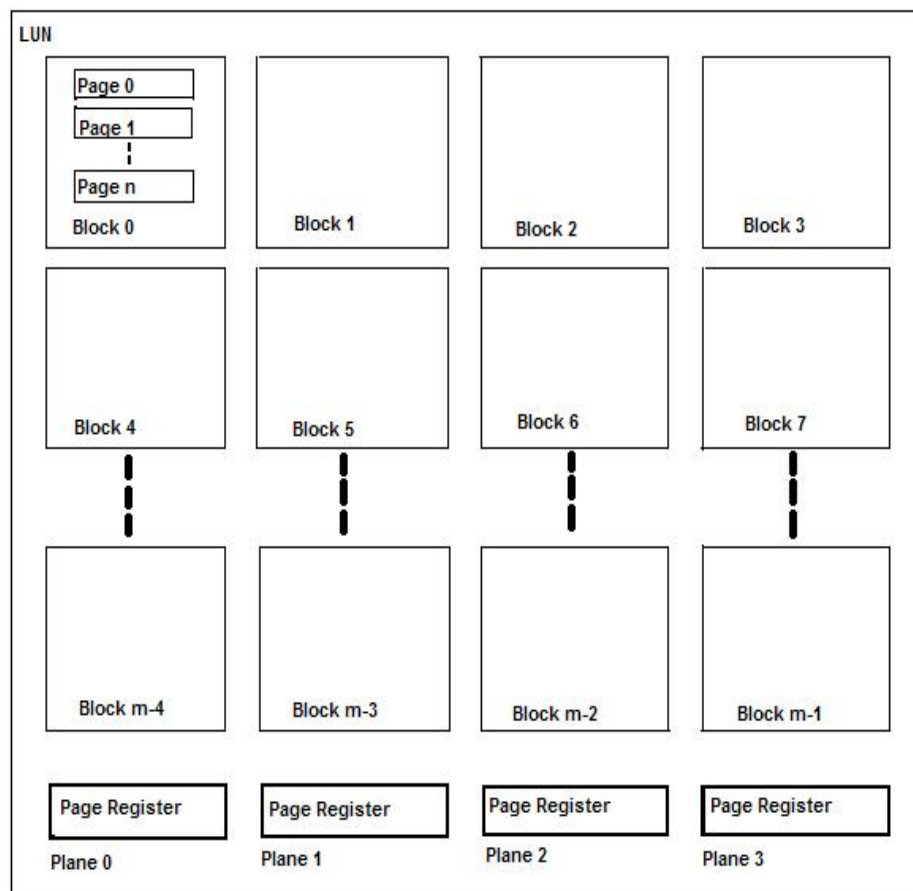 LUN
Page 0
Page 1
Page n
Block 0
Block 1
Block 2
Block 3
Block 4
Block 5
Block 6
Block 7
Block m-4
Block m-3
Block m-2
Block m-1
Page Register
Page Register
Page Register
Page Register
Plane 0
Plane 1
Plane 2
Plane 3